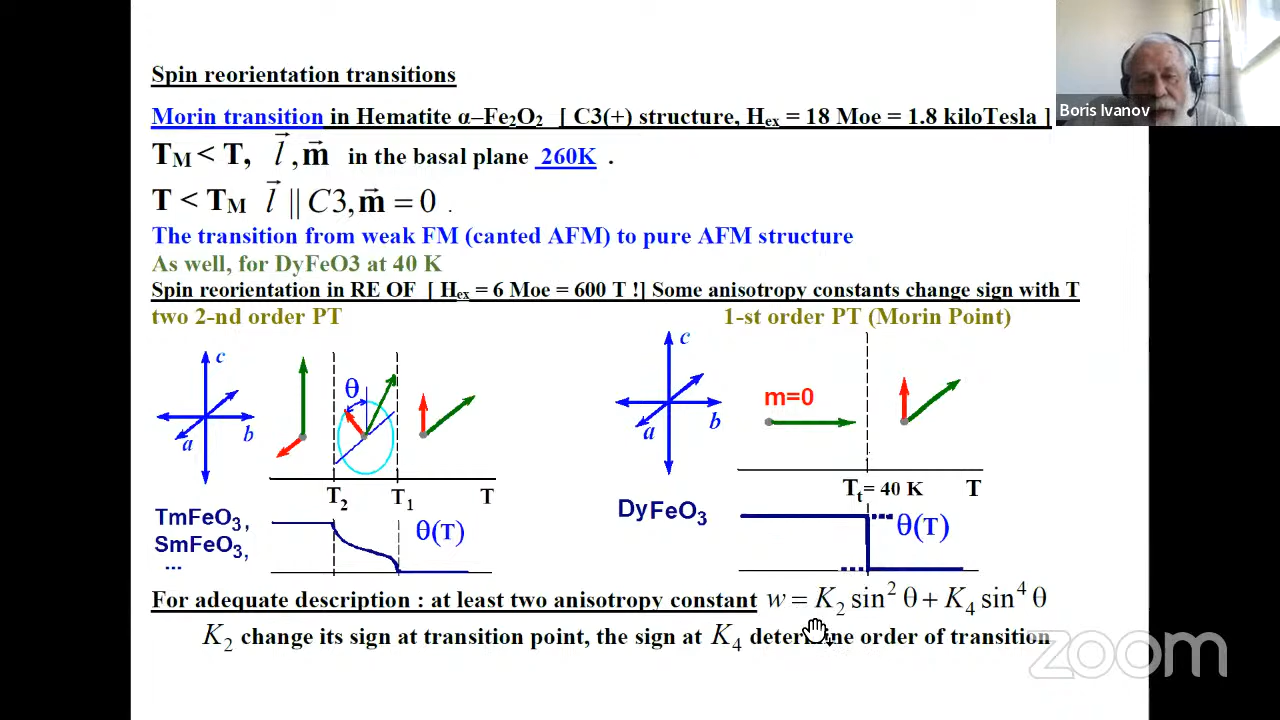 Spin reorientation transitions
Boris Ivanov
Morin transition in Hematite α–Fe₂O₂ [ C3(+) structure, Hₑₓ = 18 Moe = 1.8 kiloTesla ]
T_M < T, l⃗, m⃗ in the basal plane 260K .
T < T_M l⃗ || C3, m⃗ = 0 .
The transition from weak FM (canted AFM) to pure AFM structure
As well, for DyFeO3 at 40 K
Spin reorientation in RE OF [ Hₑₓ = 6 Moe = 600 T !] Some anisotropy constants change sign with T
two 2-nd order PT
1-st order PT (Morin Point)
c
b
a
θ
T₂
T₁
T
TmFeO₃,
SmFeO₃,
...
θ(T)
c
b
a
m=0
Tₜ= 40 K
T
DyFeO₃
θ(T)
For adequate description : at least two anisotropy constant w = K₂ sin² θ + K₄ sin⁴ θ
K₂ change its sign at transition point, the sign at K₄ determine order of transition
zoom